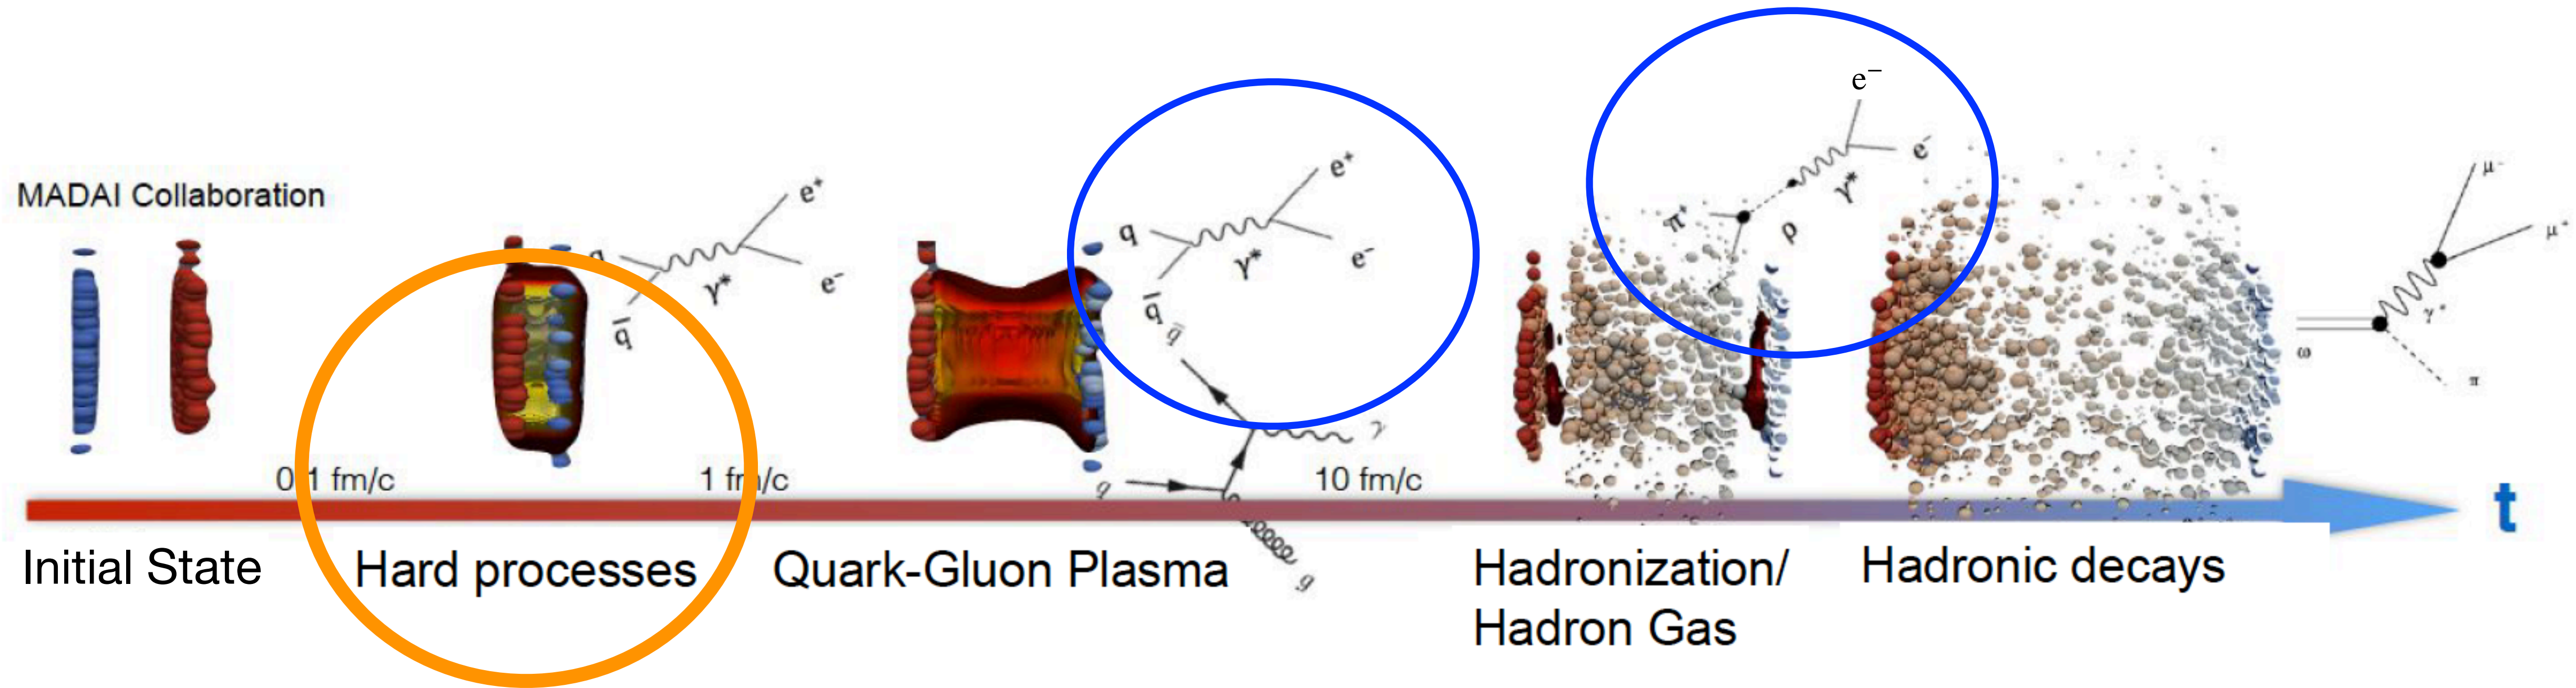 MADAI Collaboration
e⁺
γ*
e⁻
q̄
q
e⁺
γ*
e⁻
q̄
q̄
γ
g
g
e⁻
e⁻
γ*
π⁺
ρ
μ⁻
μ⁺
γ*
ω
π
0.1 fm/c
1 fm/c
10 fm/c
t
Initial State
Hard processes
Quark-Gluon Plasma
Hadronization/
Hadron Gas
Hadronic decays